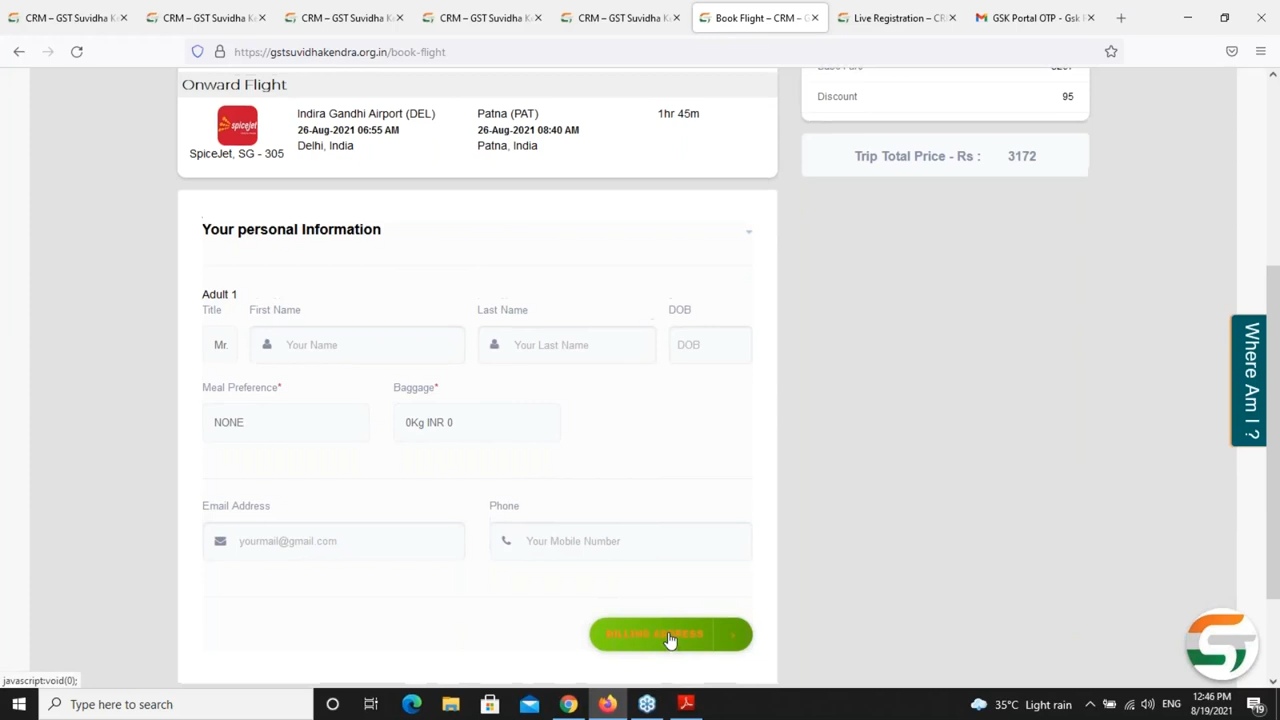 CRM – GST Suvidha K
CRM – GST Suvidha K
CRM – GST Suvidha K
CRM – GST Suvidha K
CRM – GST Suvidha K
Book Flight – CRM –
Live Registration – CR
GSK Portal OTP - Gsk
https://gstsuvidhakendra.org.in/book-flight
Onward Flight
spicejet
SpiceJet, SG - 305
Indira Gandhi Airport (DEL)
26-Aug-2021 06:55 AM
Delhi, India
Patna (PAT)
26-Aug-2021 08:40 AM
Patna, India
1hr 45m
Discount 95
Trip Total Price - Rs : 3172
Your personal Information
Adult 1
Title First Name Last Name DOB
Mr. Your Name Your Last Name DOB
Meal Preference* Baggage*
NONE 0Kg INR 0
Email Address Phone
yourmail@gmail.com Your Mobile Number
BILLING ADDRESS
Where Am I ?
javascript:void(0);
Type here to search
35°C Light rain
ENG
12:46 PM
8/19/2021
19